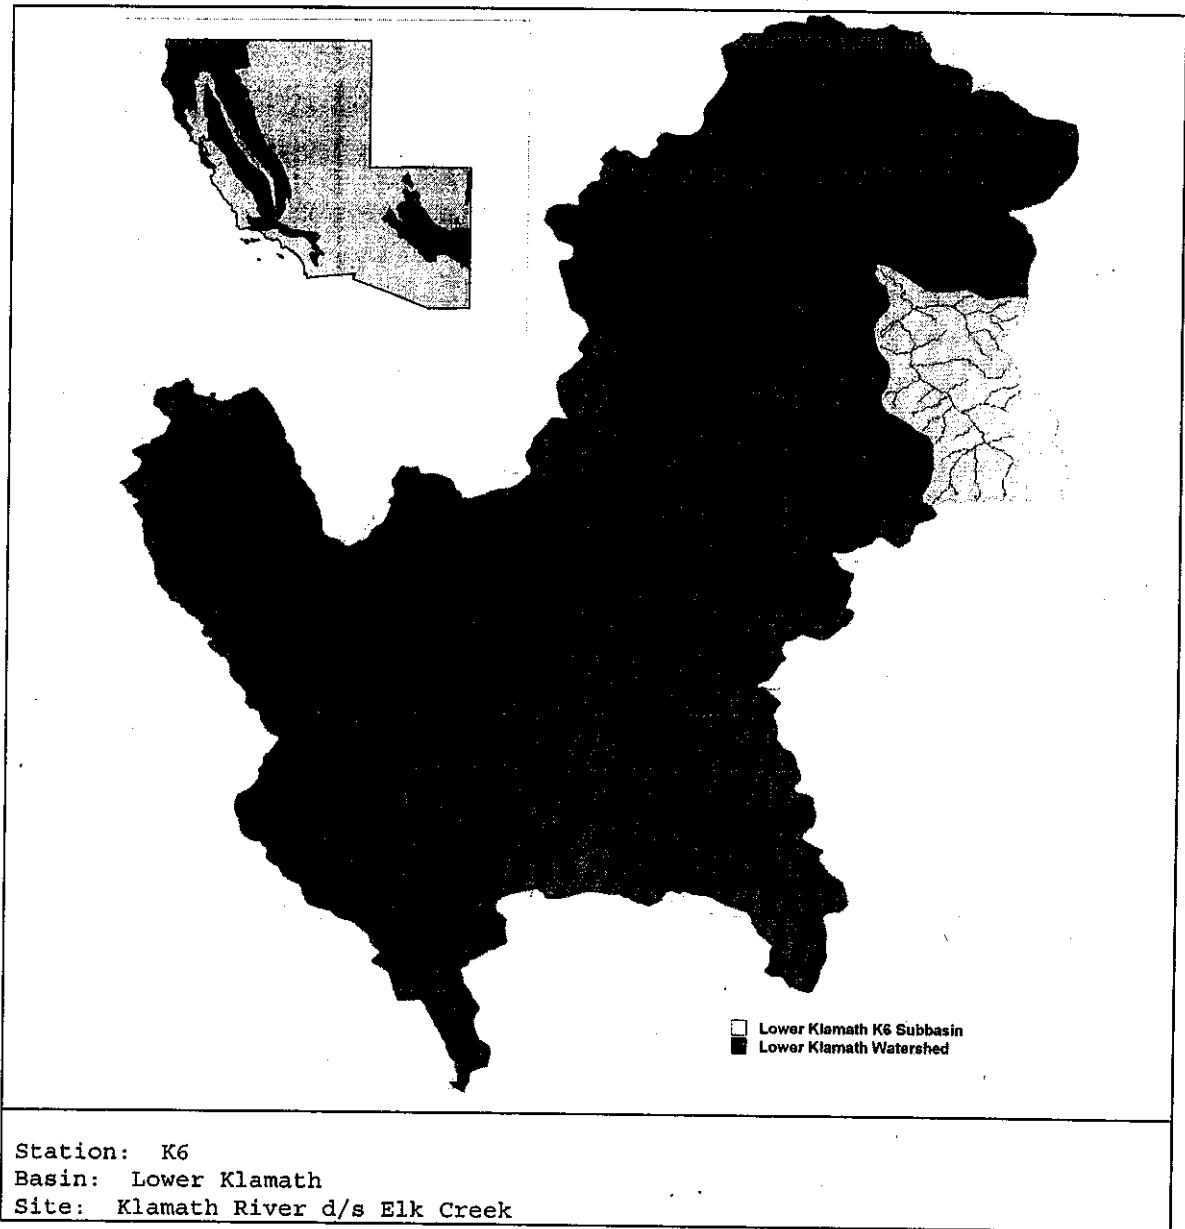 Lower Klamath K6 Subbasin
Lower Klamath Watershed
Station: K6
Basin: Lower Klamath
Site: Klamath River d/s Elk Creek